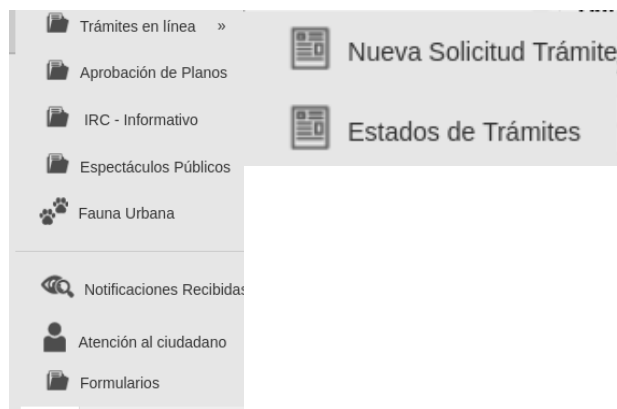 Trámites en línea »
Aprobación de Planos
IRC - Informativo
Espectáculos Públicos
Fauna Urbana
Notificaciones Recibidas
Atención al ciudadano
Formularios
Nueva Solicitud Trámite
Estados de Trámites